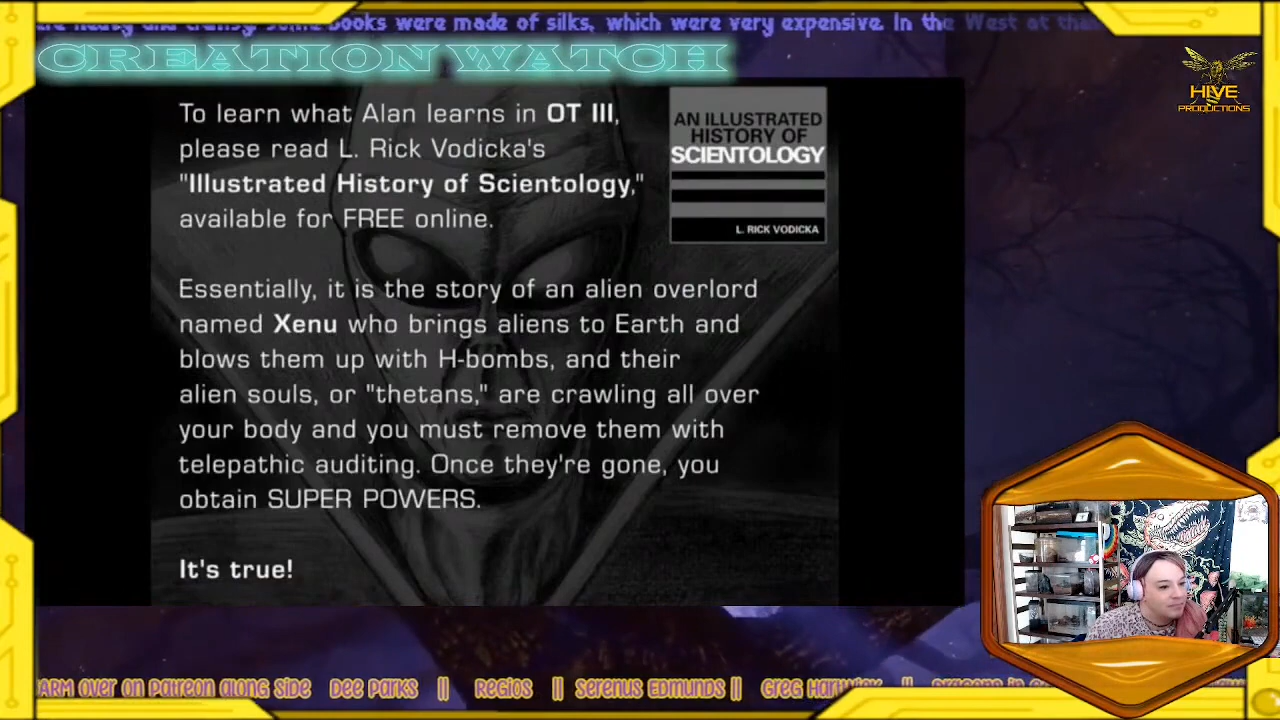 books were made of silks, which were very expensive. In the West at
CREATION WATCH
HIVE
PRODUCTIONS
To learn what Alan learns in OT III,
please read L. Rick Vodicka's
"Illustrated History of Scientology,"
available for FREE online.
AN ILLUSTRATED
HISTORY OF
SCIENTOLOGY
L. RICK VODICKA
Essentially, it is the story of an alien overlord
named Xenu who brings aliens to Earth and
blows them up with H-bombs, and their
alien souls, or "thetans," are crawling all over
your body and you must remove them with
telepathic auditing. Once they're gone, you
obtain SUPER POWERS.
It's true!
ARM over on Patreon along side Dee Parks || Regios || Serenus Edmunds || Greg